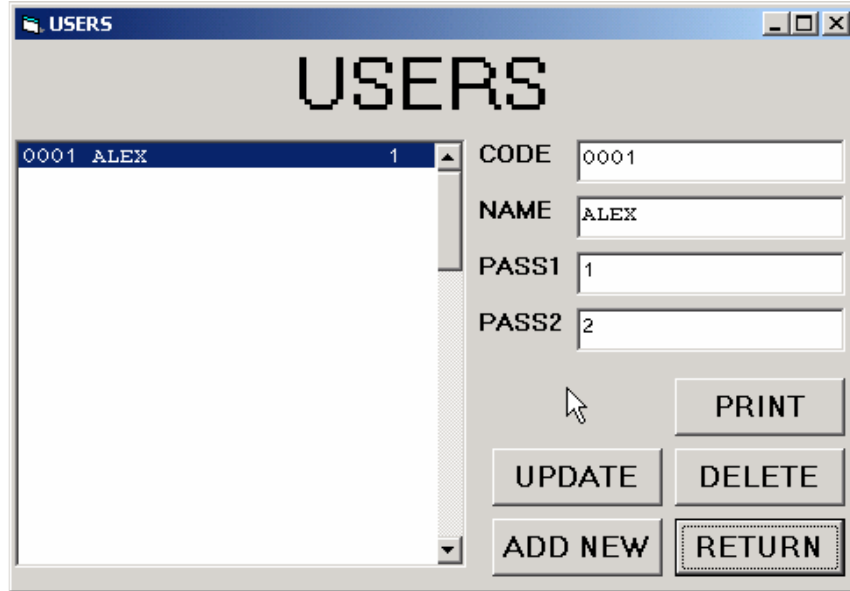 USERS
USERS
0001 ALEX 1
CODE 0001
NAME ALEX
PASS1 1
PASS2 2
PRINT
UPDATE DELETE
ADD NEW RETURN